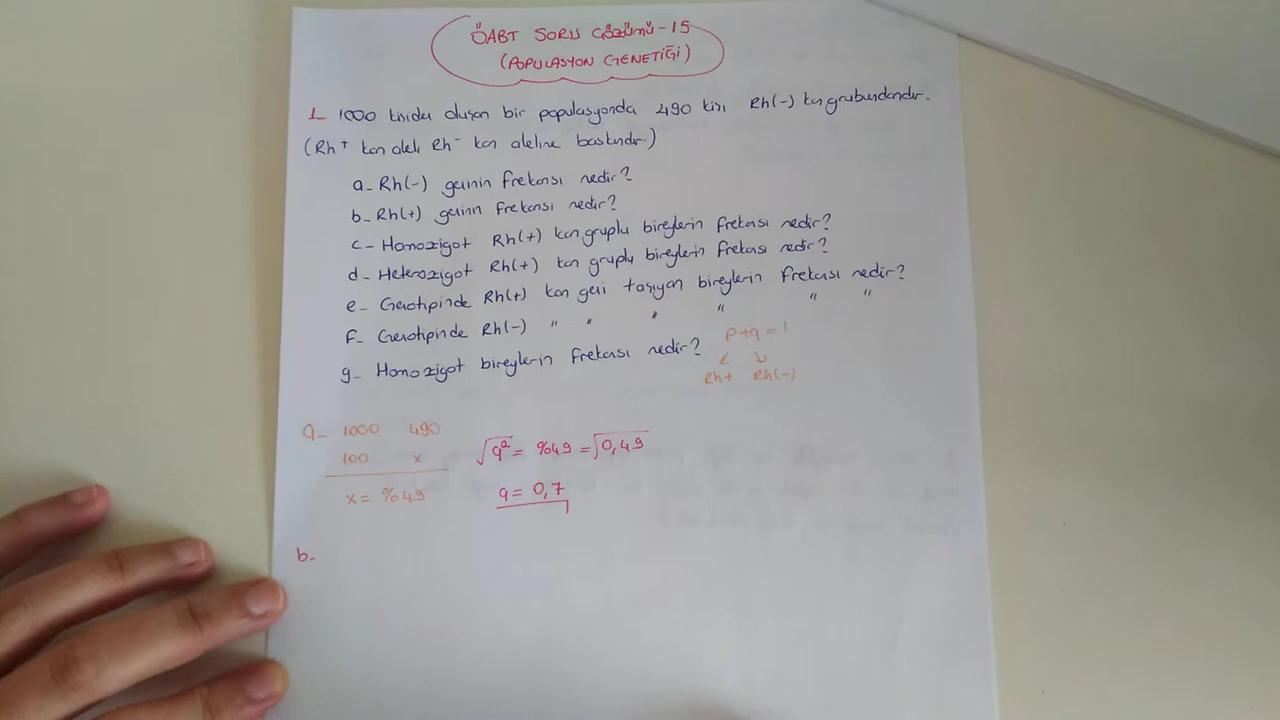 ÖABT SORU ÇÖZÜMÜ-15
(POPULASYON GENETİĞİ)
1 1000 kişiden oluşan bir populasyonda 490 kişi Rh(-) kan grubundandır.
(Rh+ kan aleli Rh- kan aleline baskındır.)
a- Rh(-) geninin frekansı nedir?
b- Rh(+) geninin frekansı nedir?
c- Homozigot Rh(+) kan gruplu bireylerin frekansı nedir?
d- Heterozigot Rh(+) kan gruplu bireylerin frekansı nedir?
e- Genotipinde Rh(+) kan geni taşıyan bireylerin frekansı nedir?
f- Genotipinde Rh(-) " " " " " "
g- Homozigot bireylerin frekansı nedir?
p+q=1
Rh+ Rh(-)
a- 1000 490
100 x
x= %49
√q² = %49 = √0,49
q= 0,7
b-